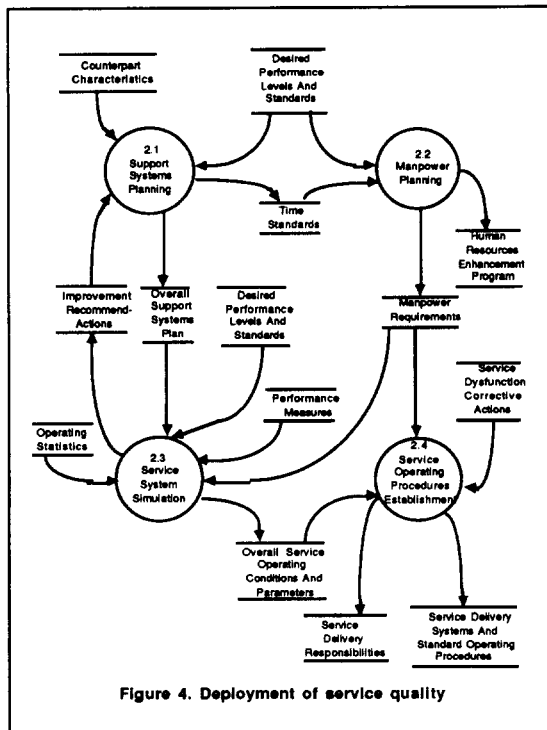 Counterpart
Characteristics
Desired
Performance
Levels And
Standards
2.1
Support
Systems
Planning
2.2
Manpower
Planning
Time
Standards
Human
Resources
Enhancement
Program
Improvement
Recommend-
Actions
Overall
Support
Systems
Plan
Desired
Performance
Levels And
Standards
Manpower
Requirements
Performance
Measures
Service
Dysfunction
Corrective
Actions
Operating
Statistics
2.3
Service
System
Simulation
2.4
Service
Operating
Procedures
Establishment
Overall Service
Operating
Conditions And
Parameters
Service
Delivery
Responsibilities
Service Delivery
Systems And
Standard Operating
Procedures
Figure 4. Deployment of service quality